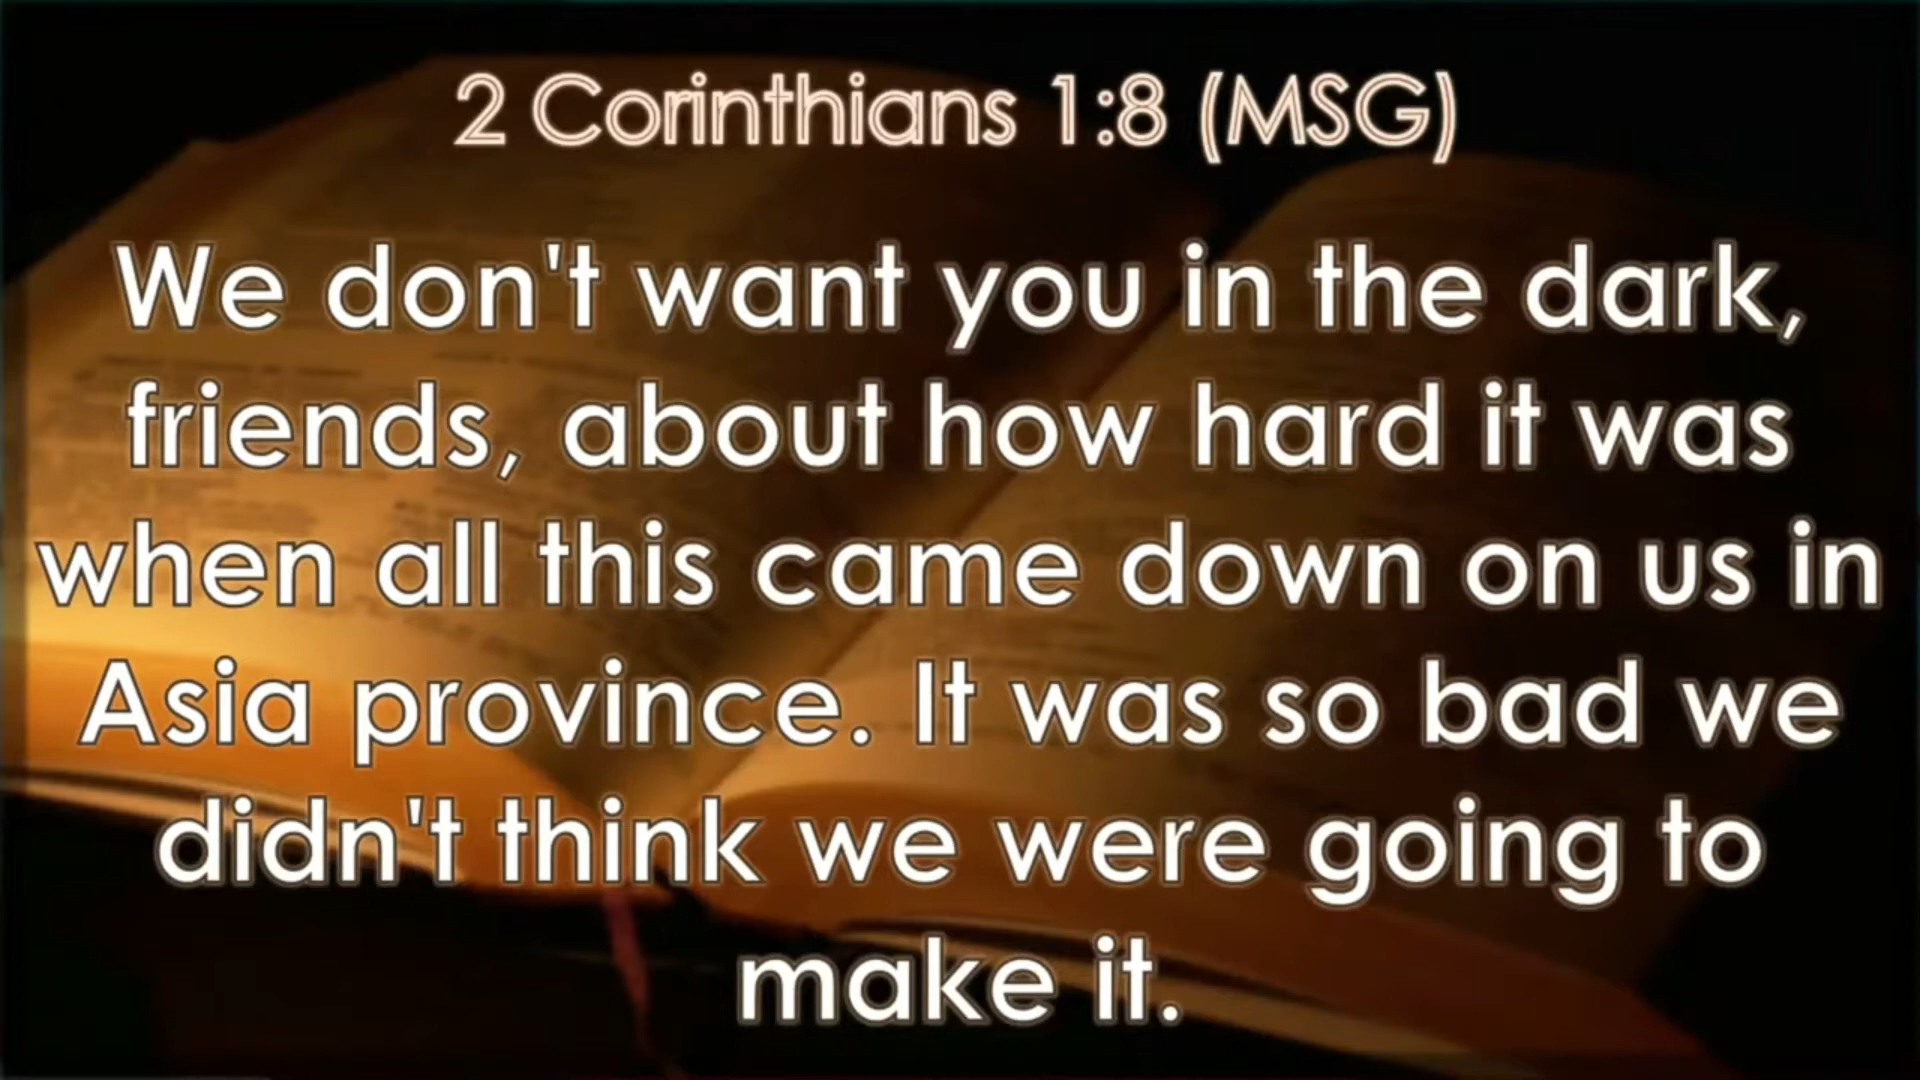 2 Corinthians 1:8 (MSG)
We don't want you in the dark,
friends, about how hard it was
when all this came down on us in
Asia province. It was so bad we
didn't think we were going to
make it.